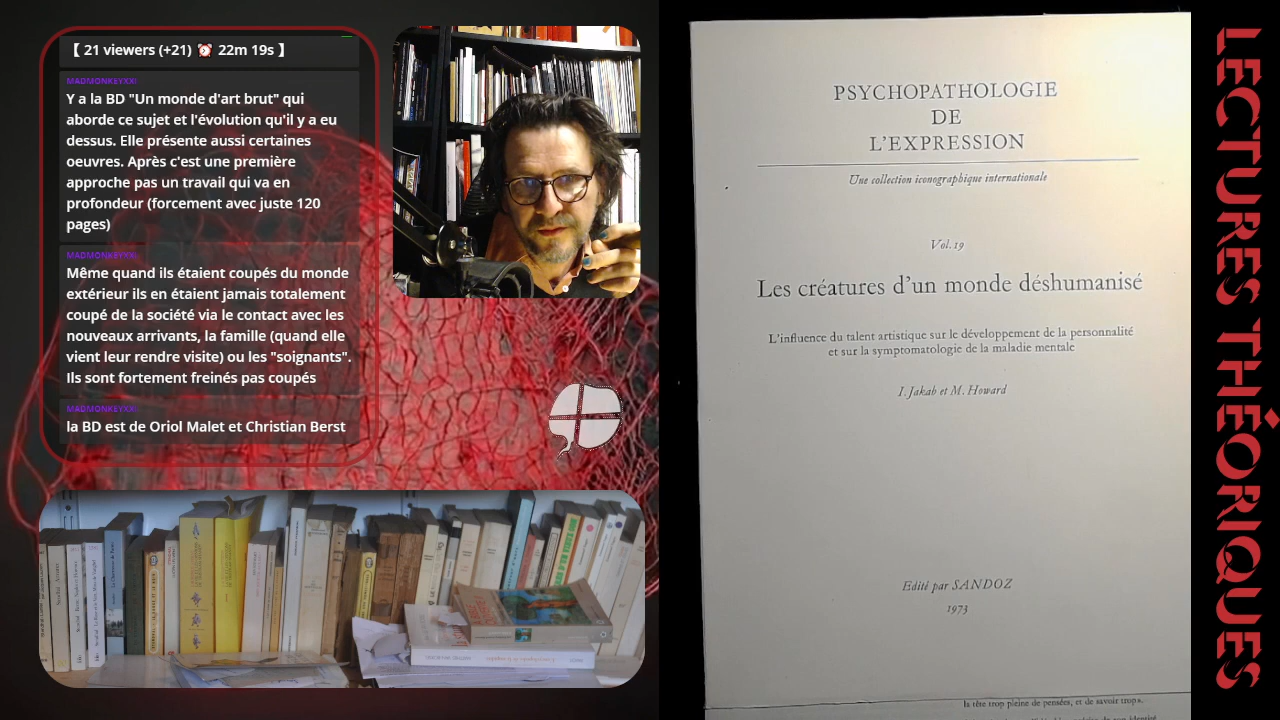 【 21 viewers (+21) ⏰ 22m 19s 】
MADMONKEYXXI
Y a la BD "Un monde d'art brut" qui
aborde ce sujet et l'évolution qu'il y a eu
dessus. Elle présente aussi certaines
oeuvres. Après c'est une première
approche pas un travail qui va en
profondeur (forcement avec juste 120
pages)
MADMONKEYXXI
Même quand ils étaient coupés du monde
extérieur ils en étaient jamais totalement
coupé de la société via le contact avec les
nouveaux arrivants, la famille (quand elle
vient leur rendre visite) ou les "soignants".
Ils sont fortement freinés pas coupés
MADMONKEYXXI
la BD est de Oriol Malet et Christian Berst
PSYCHOPATHOLOGIE
DE
L'EXPRESSION
Une collection iconographique internationale
Vol. 19
Les créatures d'un monde déshumanisé
L'influence du talent artistique sur le développement de la personnalité
et sur la symptomatologie de la maladie mentale
I. Jakab et M. Howard
Edité par SANDOZ
1973
la tête trop pleine de pensées, et de savoir trop
LECTURES THÉORIQUES